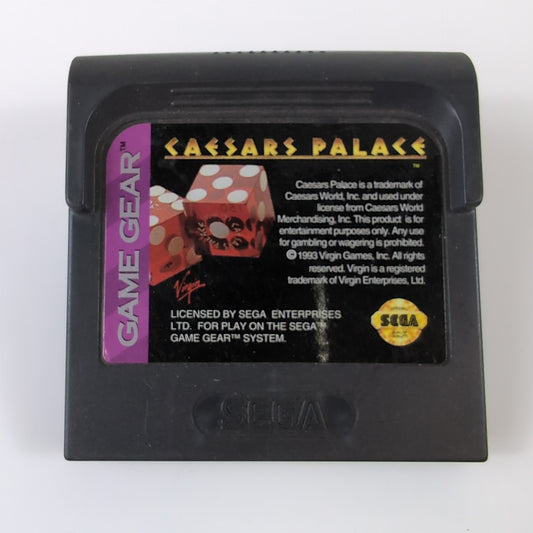 CAESARS PALACE™
GAME GEAR™
Caesars Palace is a trademark of
Caesars World, Inc. and used under
license from Caesars World
Merchandising, Inc. This product is for
entertainment purposes only. Any use
for gambling or wagering is prohibited.
© 1993 Virgin Games, Inc. All rights
reserved. Virgin is a registered
trademark of Virgin Enterprises, Ltd.
Virgin
LICENSED BY SEGA ENTERPRISES
LTD. FOR PLAY ON THE SEGA™
GAME GEAR™ SYSTEM.
SEGA
SEGA